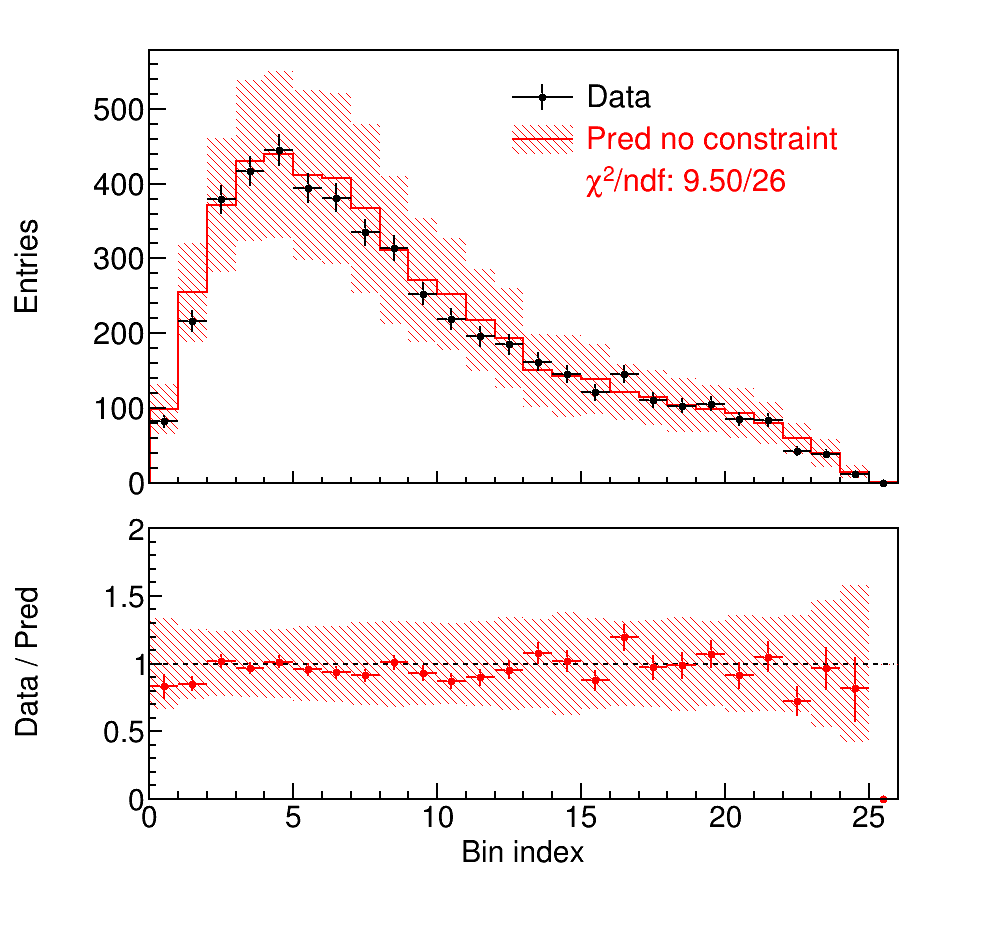 Entries
500
400
300
200
100
0
Data
Pred no constraint
χ²/ndf: 9.50/26
Data / Pred
2
1.5
1
0.5
0
0 5 10 15 20 25
Bin index